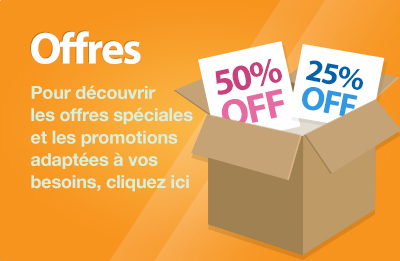 Offres
Pour découvrir
les offres spéciales
et les promotions
adaptées à vos
besoins, cliquez ici
50%
OFF
25%
OFF